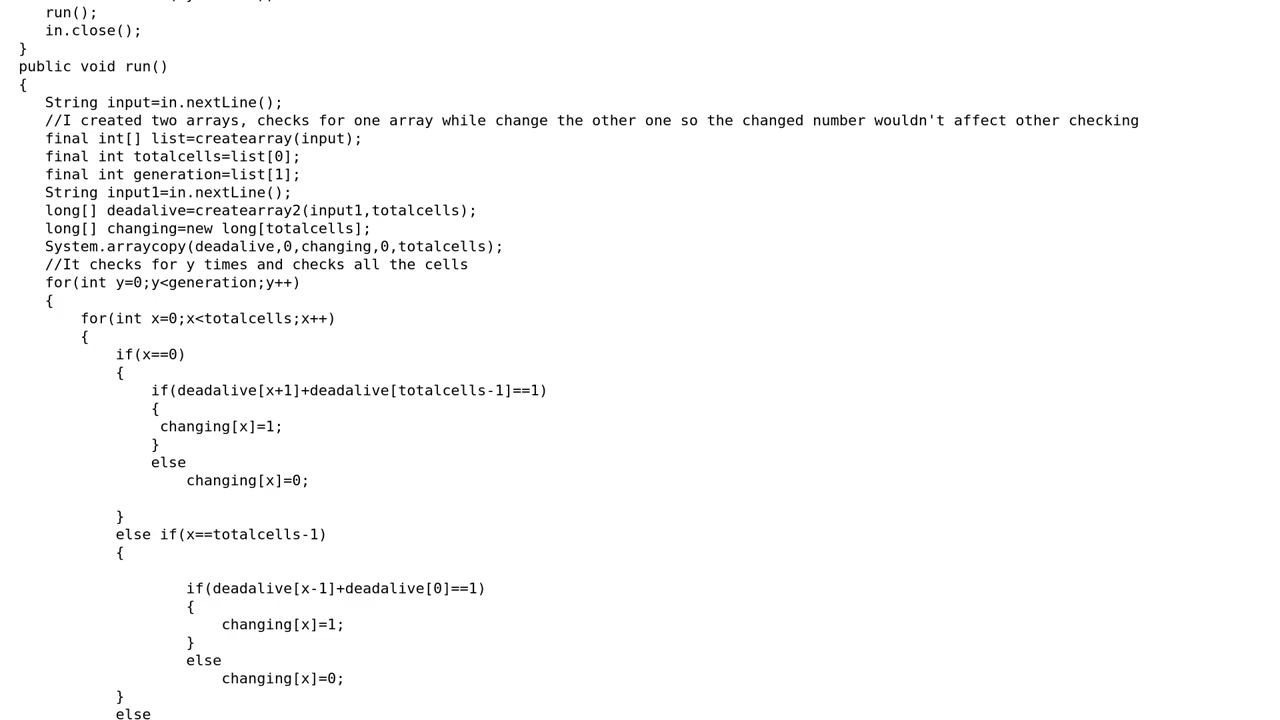 run();
in.close();
}
public void run()
{
String input=in.nextLine();
//I created two arrays, checks for one array while change the other one so the changed number wouldn't affect other checking
final int[] list=createarray(input);
final int totalcells=list[0];
final int generation=list[1];
String input1=in.nextLine();
long[] deadalive=createarray2(input1,totalcells);
long[] changing=new long[totalcells];
System.arraycopy(deadalive,0,changing,0,totalcells);
//It checks for y times and checks all the cells
for(int y=0;y<generation;y++)
{
for(int x=0;x<totalcells;x++)
{
if(x==0)
{
if(deadalive[x+1]+deadalive[totalcells-1]==1)
{
changing[x]=1;
}
else
changing[x]=0;
}
else if(x==totalcells-1)
{
if(deadalive[x-1]+deadalive[0]==1)
{
changing[x]=1;
}
else
changing[x]=0;
}
else